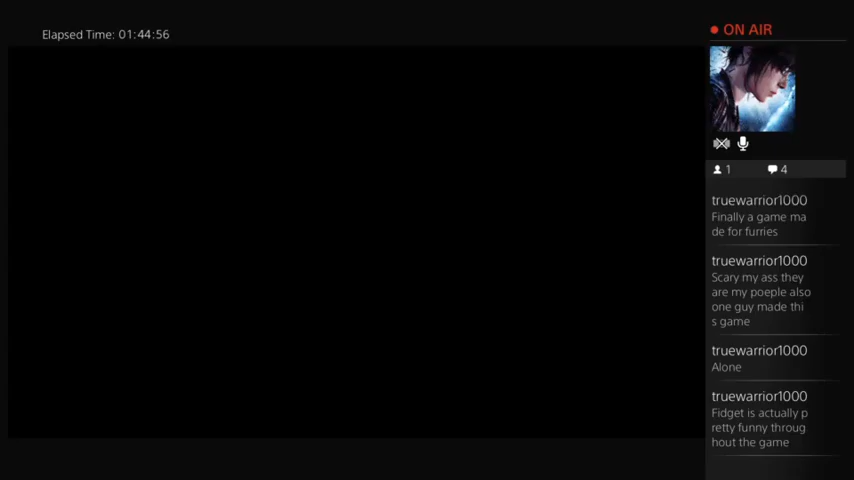 Elapsed Time: 01:44:56
ON AIR
1 4
truewarrior1000
Finally a game ma
de for furries
truewarrior1000
Scary my ass they
are my poeple also
one guy made thi
s game
truewarrior1000
Alone
truewarrior1000
Fidget is actually p
retty funny throug
hout the game